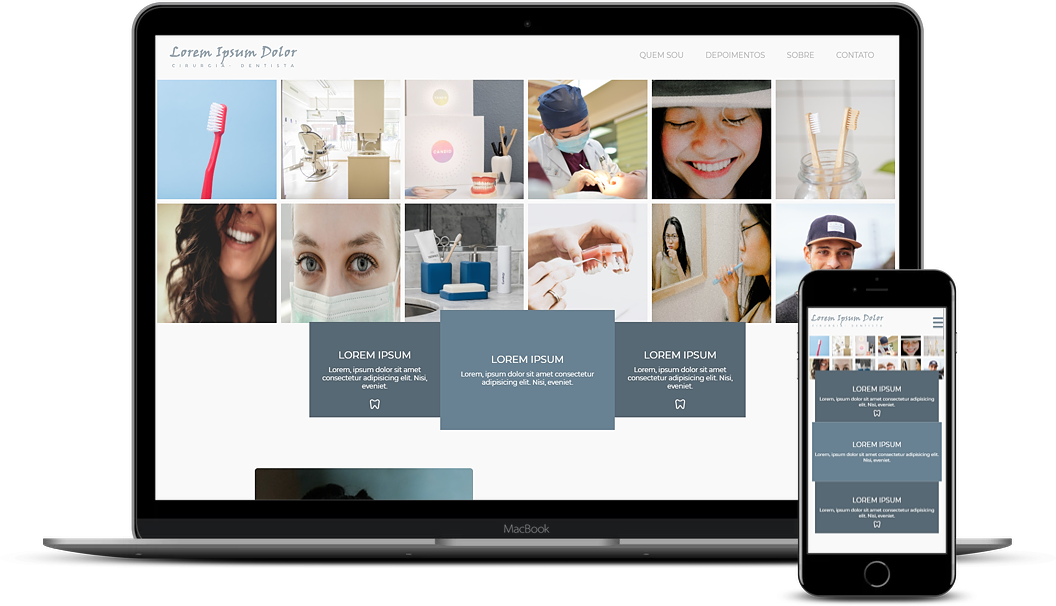 Lorem Ipsum Dolor
CIRURGIÃ - DENTISTA
QUEM SOU DEPOIMENTOS SOBRE CONTATO
LOREM IPSUM
Lorem, ipsum dolor sit amet
consectetur adipisicing elit. Nisi,
eveniet.
LOREM IPSUM
Lorem, ipsum dolor sit amet consectetur
adipisicing elit. Nisi, eveniet.
LOREM IPSUM
Lorem, ipsum dolor sit amet
consectetur adipisicing elit. Nisi,
eveniet.
MacBook
Lorem Ipsum Dolor
CIRURGIÃ - DENTISTA
LOREM IPSUM
Lorem, ipsum dolor sit amet consectetur adipisicing
elit. Nisi, eveniet.
LOREM IPSUM
Lorem, ipsum dolor sit amet consectetur adipisicing elit.
Nisi, eveniet.
LOREM IPSUM
Lorem, ipsum dolor sit amet consectetur adipisicing
elit. Nisi, eveniet.